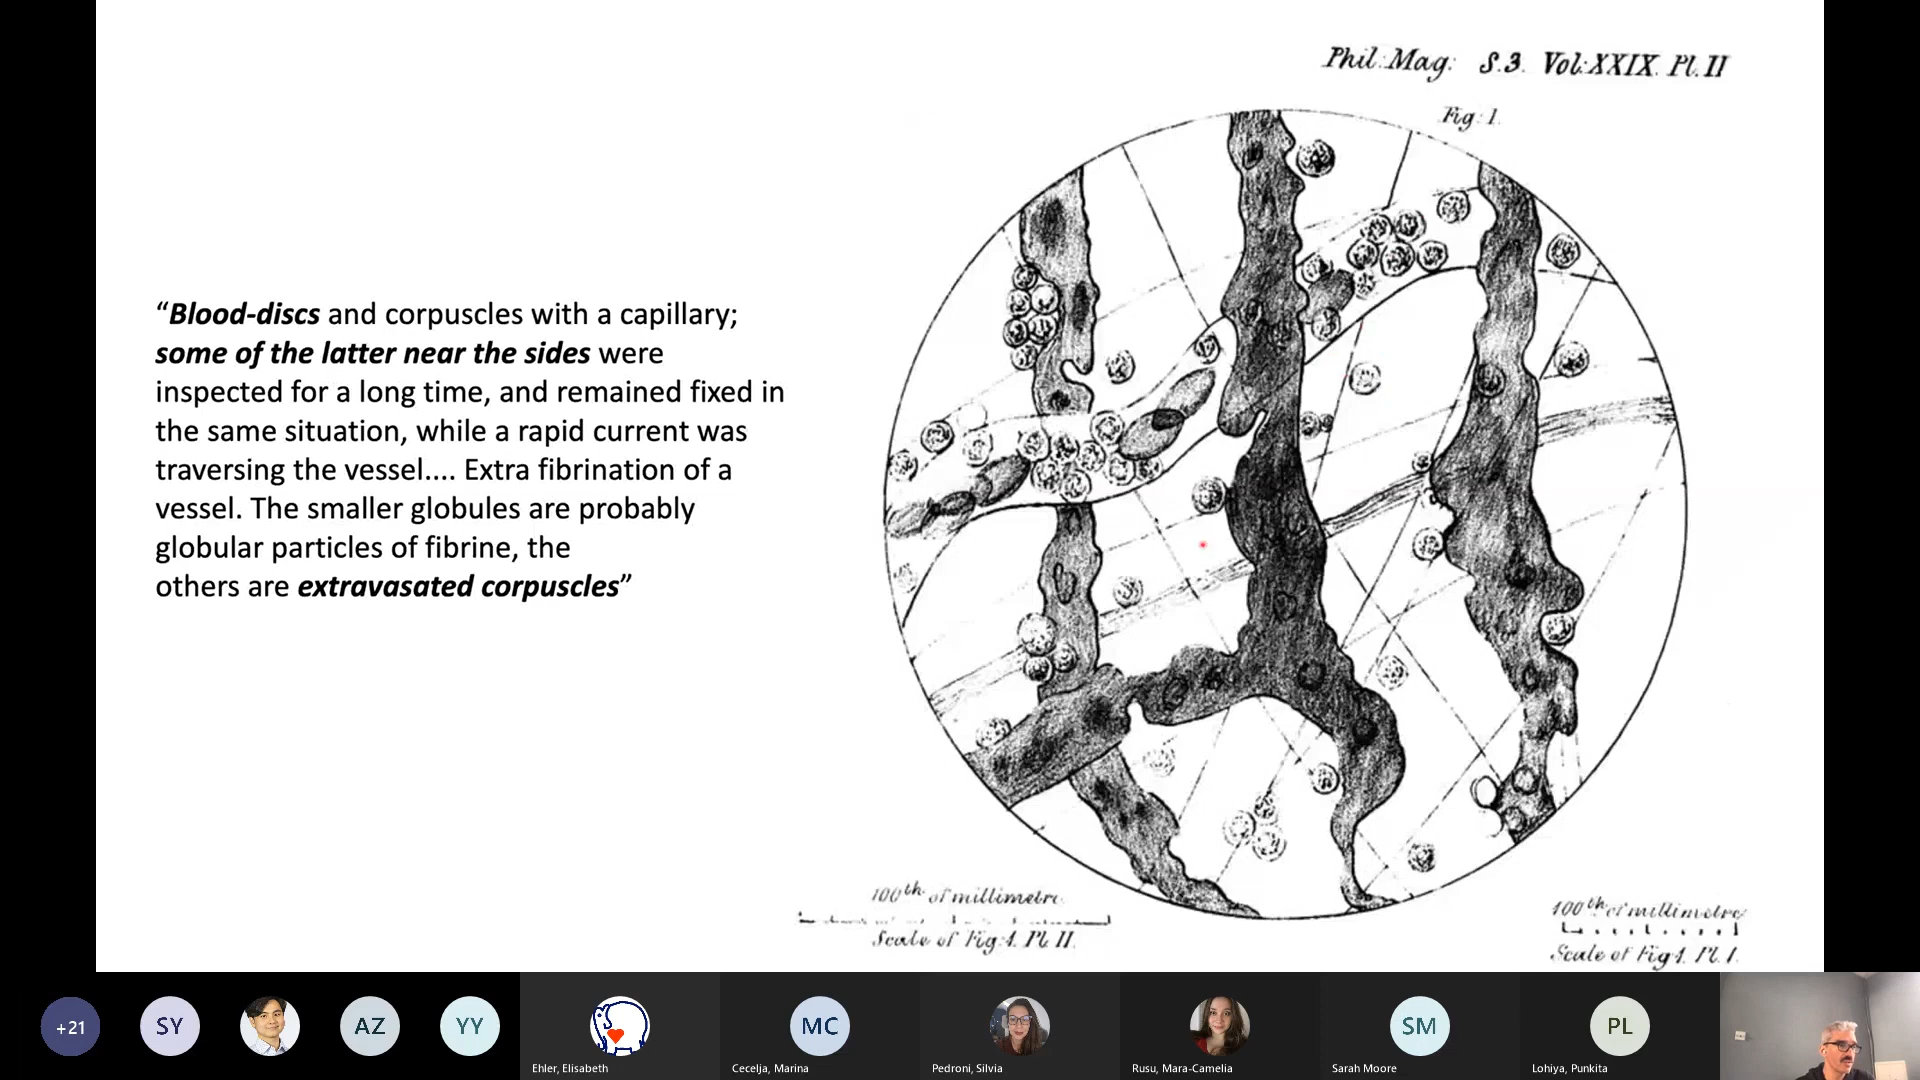 Phil: Mag: S.3. Vol: XXIX. Pl. II
Fig: 1.
“Blood-discs and corpuscles with a capillary;
some of the latter near the sides were
inspected for a long time, and remained fixed in
the same situation, while a rapid current was
traversing the vessel.... Extra fibrination of a
vessel. The smaller globules are probably
globular particles of fibrine, the
others are extravasated corpuscles”
100th of millimetre.
Scale of Fig: 1. Pl. II.
100th of millimetre
Scale of Fig 1. Pl. I.
+21
SY
AZ
YY
MC
SM
PL
Ehler, Elisabeth
Cecelja, Marina
Pedroni, Silvia
Rusu, Mara-Camelia
Sarah Moore
Lohiya, Punkita